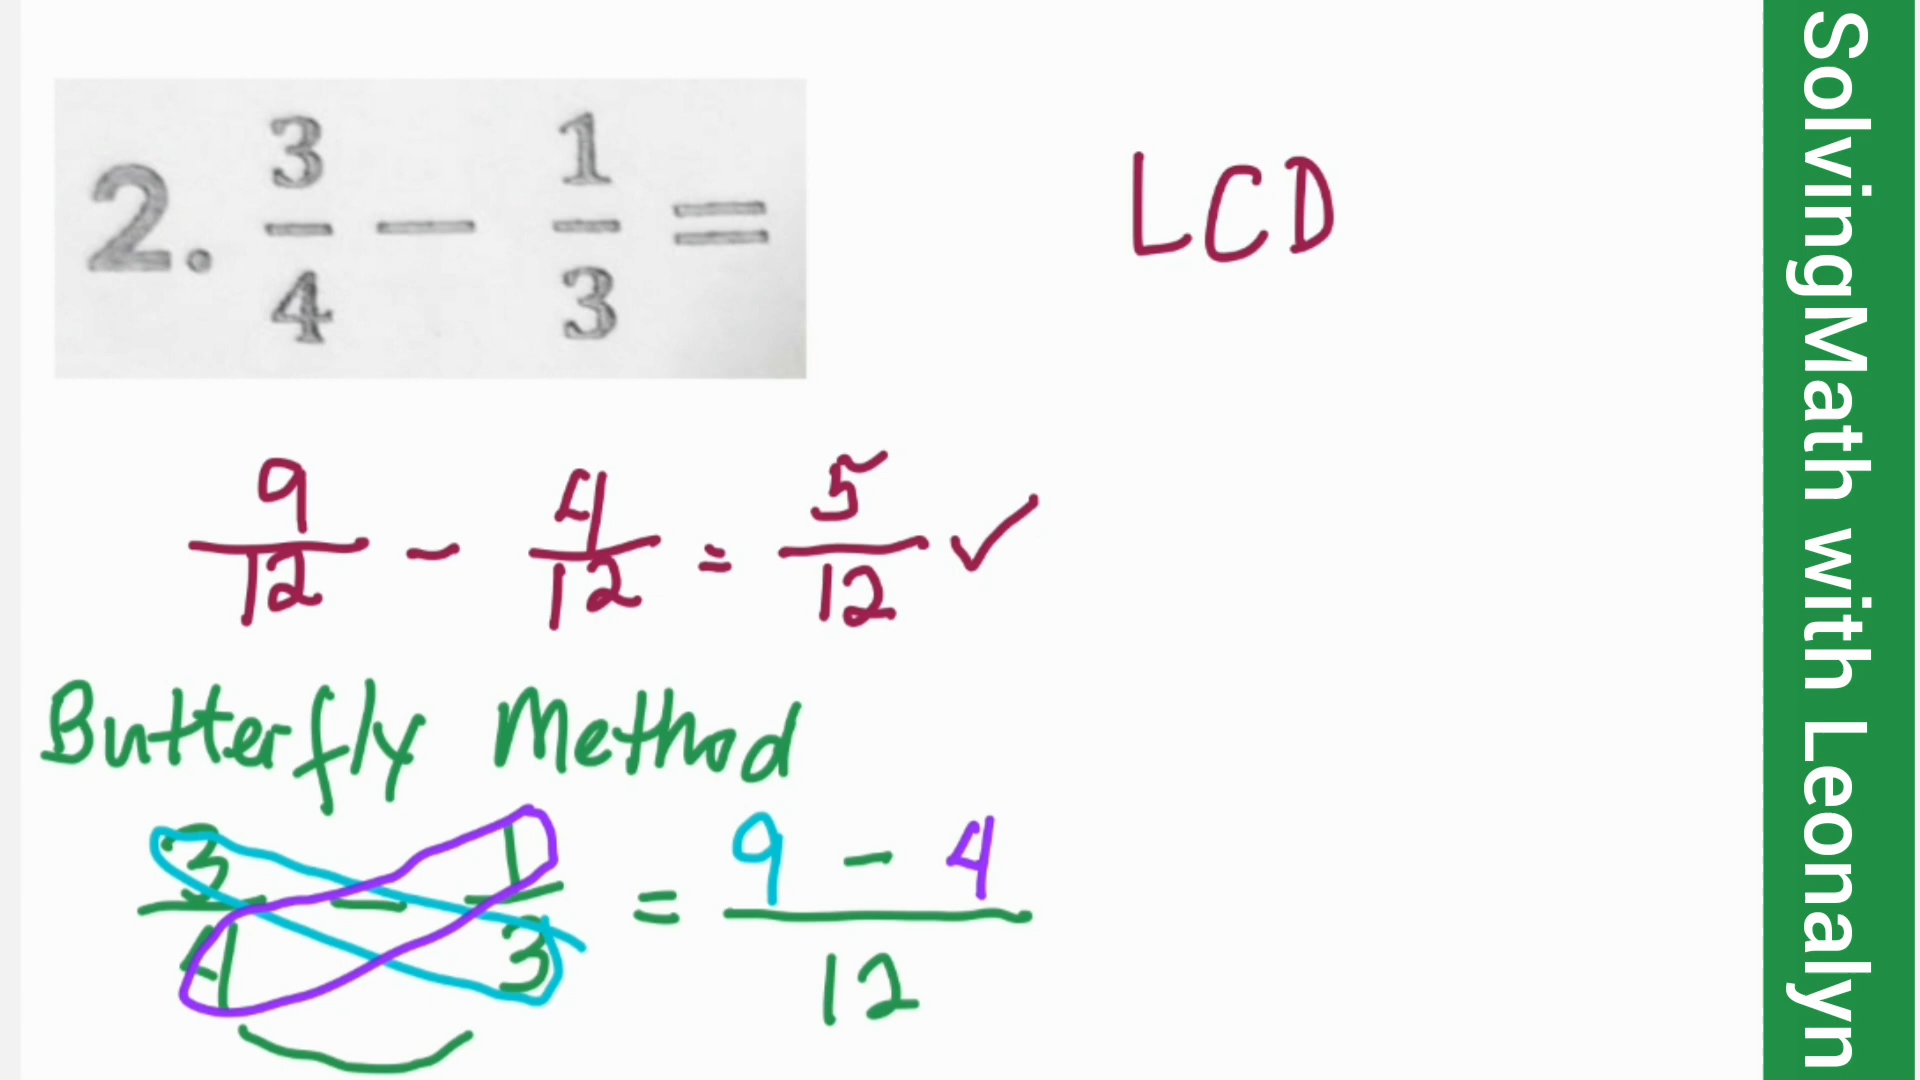 2. 3/4 − 1/3 =
LCD
9/12 - 4/12 = 5/12 ✓
Butterfly Method
3/4 - 1/3 = 9 - 4/12
SolvingMath with Leonalyn